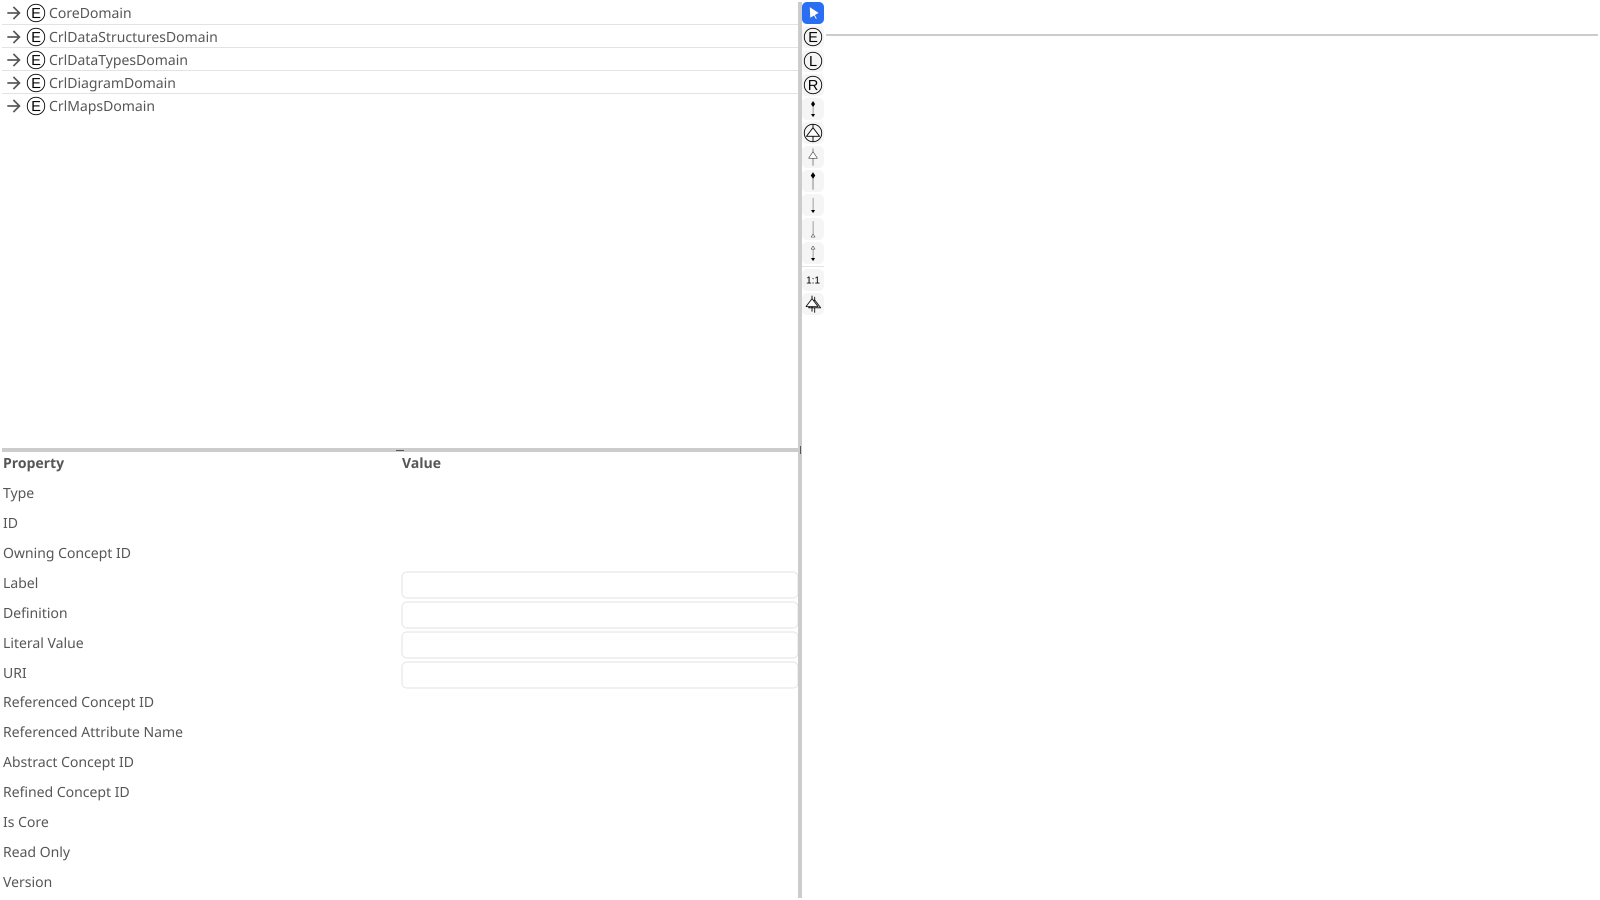 E CoreDomain
E CrlDataStructuresDomain
E CrlDataTypesDomain
E CrlDiagramDomain
E CrlMapsDomain
E
L
R
1:1
Property Value
Type
ID
Owning Concept ID
Label
Definition
Literal Value
URI
Referenced Concept ID
Referenced Attribute Name
Abstract Concept ID
Refined Concept ID
Is Core
Read Only
Version